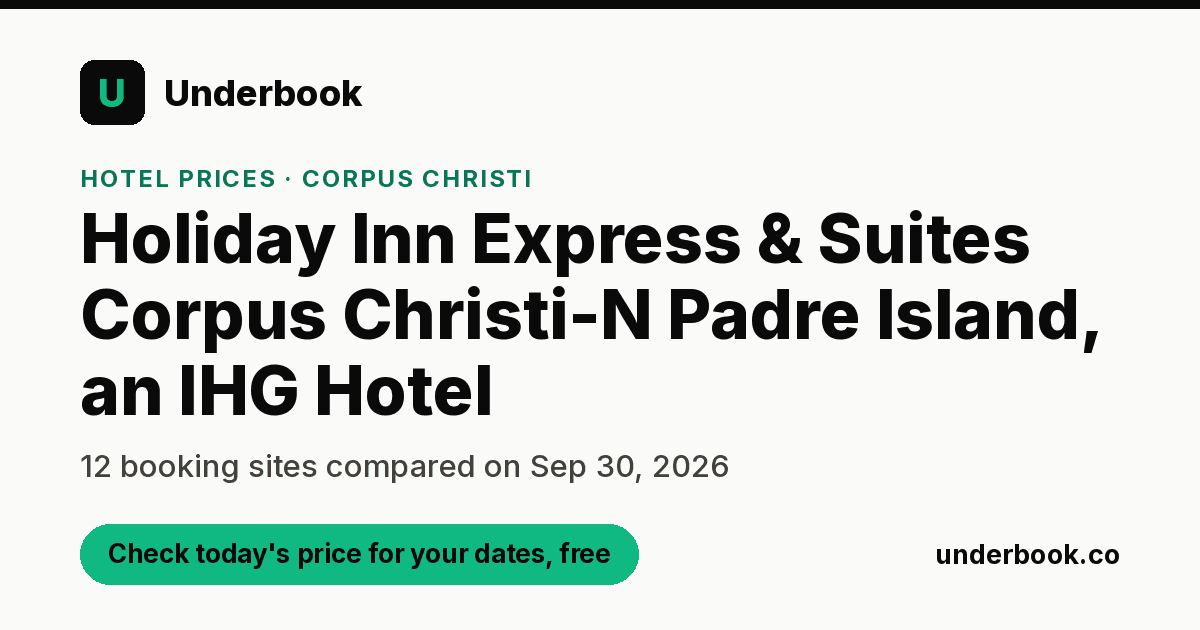 U Underbook
HOTEL PRICES · CORPUS CHRISTI
Holiday Inn Express & Suites
Corpus Christi-N Padre Island,
an IHG Hotel
12 booking sites compared on Sep 30, 2026
Check today's price for your dates, free
underbook.co